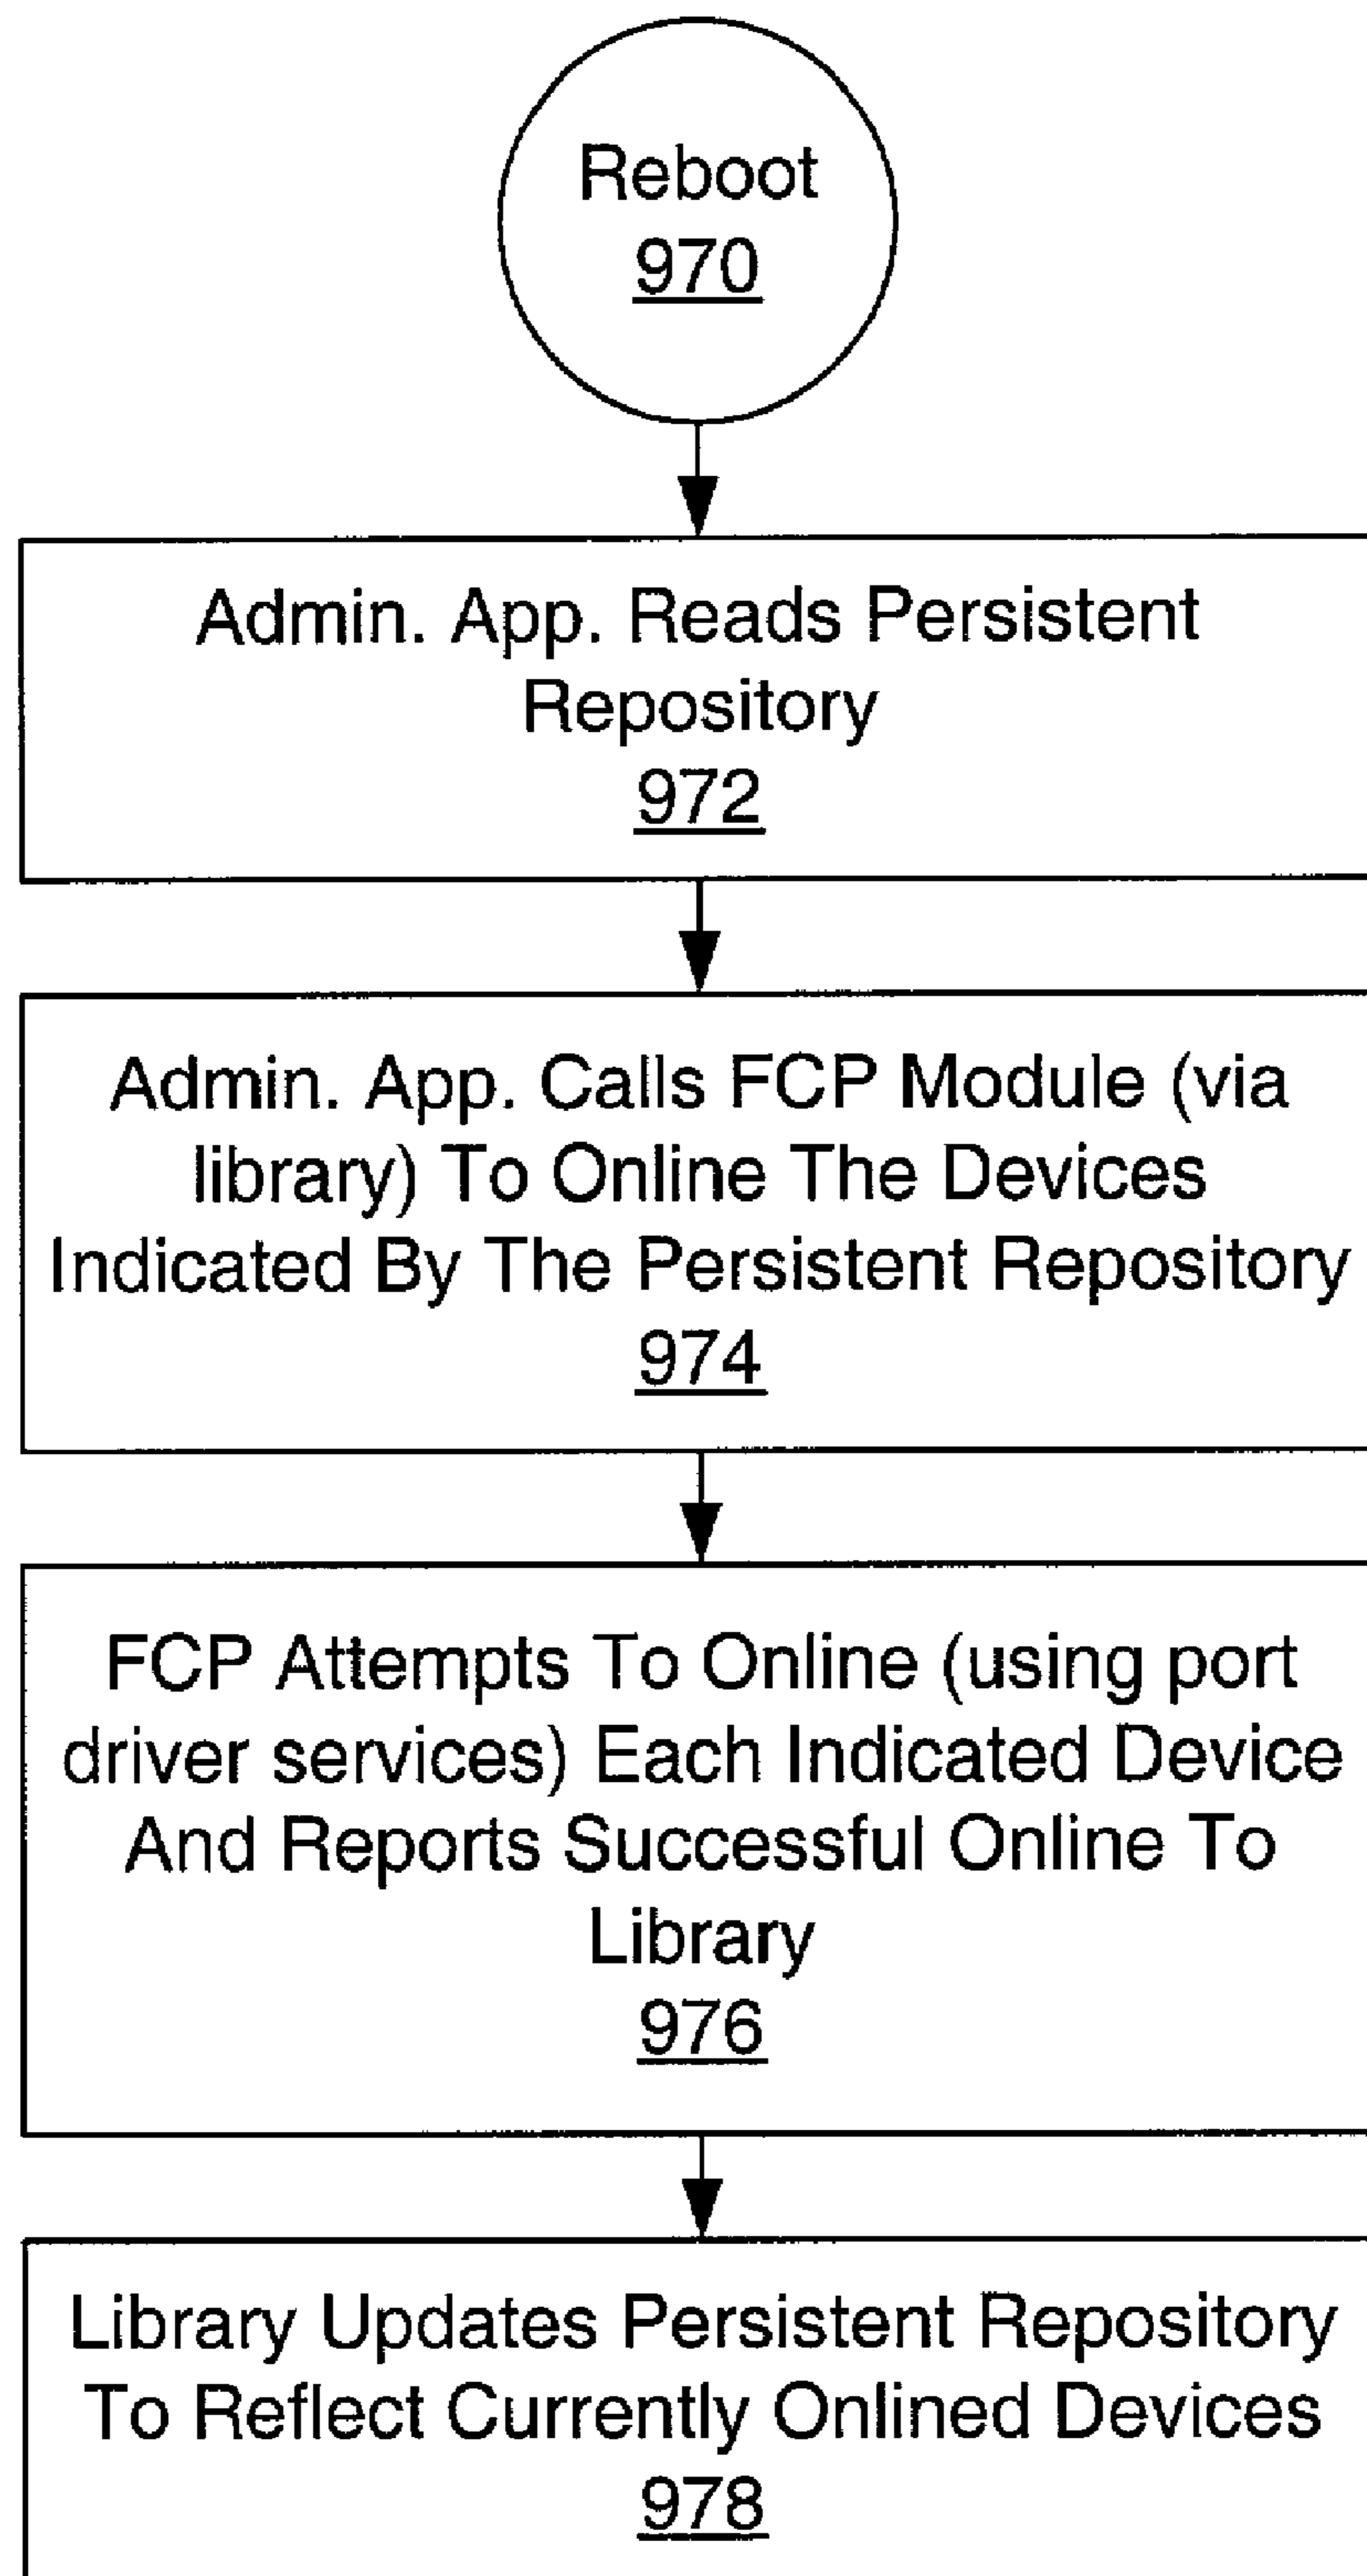 Reboot
970
Admin. App. Reads Persistent
Repository
972
Admin. App. Calls FCP Module (via
library) To Online The Devices
Indicated By The Persistent Repository
974
FCP Attempts To Online (using port
driver services) Each Indicated Device
And Reports Successful Online To
Library
976
Library Updates Persistent Repository
To Reflect Currently Onlined Devices
978